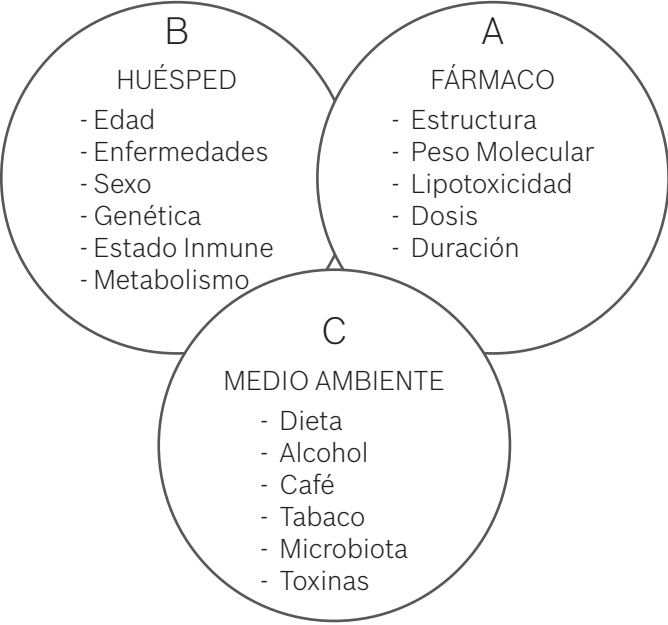 B
HUÉSPED
- Edad
- Enfermedades
- Sexo
- Genética
- Estado Inmune
- Metabolismo
A
FÁRMACO
- Estructura
- Peso Molecular
- Lipotoxicidad
- Dosis
- Duración
C
MEDIO AMBIENTE
- Dieta
- Alcohol
- Café
- Tabaco
- Microbiota
- Toxinas